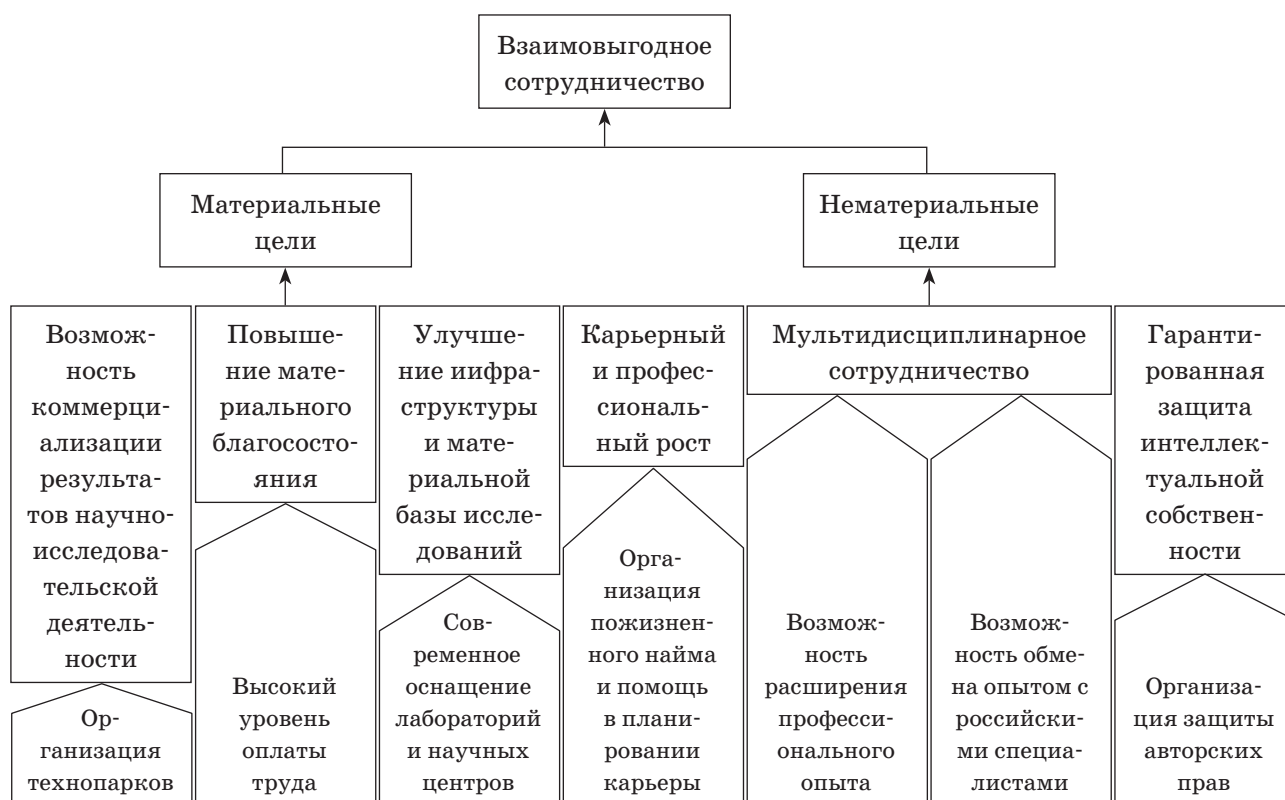 Взаимовыгодное
сотрудничество
Материальные
цели
Нематериальные
цели
Возмож-
ность
коммерци-
ализации
результа-
тов научно-
исследова-
тельской
деятель-
ности
Повыше-
ние мате-
риального
благососто-
яния
Улучше-
ние иифра-
структуры
и мате-
риальной
базы иссле-
дований
Карьерный
и профес-
сиональ-
ный рост
Мультидисциплинарное
сотрудничество
Гаранти-
рованная
защита
интеллек-
туальной
собствен-
ности
Ор-
ганизация
технопарков
Высокий
уровень
оплаты
труда
Сов-
ременное
оснащение
лабораторий
и научных
центров
Орга-
низация
пожизнен-
ного найма
и помощь
в плани-
ровании
карьеры
Возмож-
ность
расширения
професси-
онального
опыта
Возмож-
ность обме-
на опытом с
российски-
ми специа-
листами
Организа-
ция защиты
авторских
прав